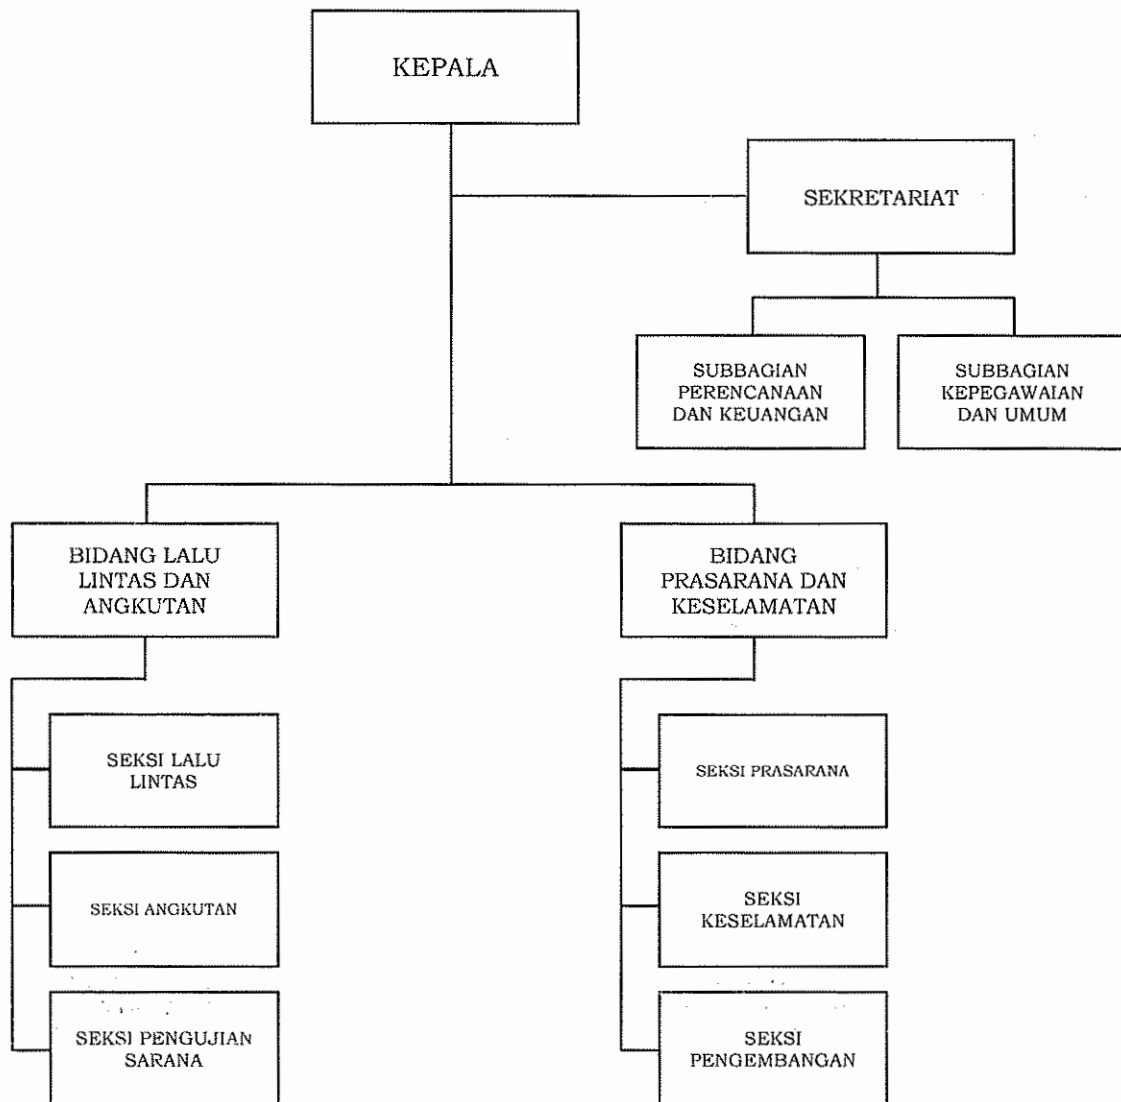 KEPALA
SEKRETARIAT
SUBBAGIAN
PERENCANAAN
DAN KEUANGAN
SUBBAGIAN
KEPEGAWAIAN
DAN UMUM
BIDANG LALU
LINTAS DAN
ANGKUTAN
BIDANG
PRASARANA DAN
KESELAMATAN
SEKSI LALU
LINTAS
SEKSI PRASARANA
SEKSI ANGKUTAN
SEKSI
KESELAMATAN
SEKSI PENGUJIAN
SARANA
SEKSI
PENGEMBANGAN